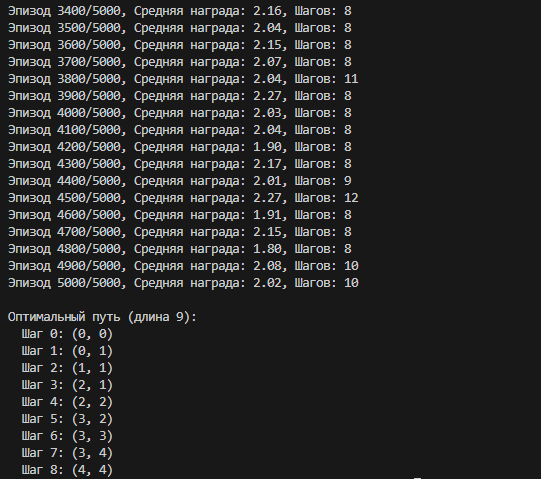 Эпизод 3400/5000, Средняя награда: 2.16, Шагов: 8
Эпизод 3500/5000, Средняя награда: 2.04, Шагов: 8
Эпизод 3600/5000, Средняя награда: 2.15, Шагов: 8
Эпизод 3700/5000, Средняя награда: 2.07, Шагов: 8
Эпизод 3800/5000, Средняя награда: 2.04, Шагов: 11
Эпизод 3900/5000, Средняя награда: 2.27, Шагов: 8
Эпизод 4000/5000, Средняя награда: 2.03, Шагов: 8
Эпизод 4100/5000, Средняя награда: 2.04, Шагов: 8
Эпизод 4200/5000, Средняя награда: 1.90, Шагов: 8
Эпизод 4300/5000, Средняя награда: 2.17, Шагов: 8
Эпизод 4400/5000, Средняя награда: 2.01, Шагов: 9
Эпизод 4500/5000, Средняя награда: 2.27, Шагов: 12
Эпизод 4600/5000, Средняя награда: 1.91, Шагов: 8
Эпизод 4700/5000, Средняя награда: 2.15, Шагов: 8
Эпизод 4800/5000, Средняя награда: 1.80, Шагов: 8
Эпизод 4900/5000, Средняя награда: 2.08, Шагов: 10
Эпизод 5000/5000, Средняя награда: 2.02, Шагов: 10
Оптимальный путь (длина 9):
Шаг 0: (0, 0)
Шаг 1: (0, 1)
Шаг 2: (1, 1)
Шаг 3: (2, 1)
Шаг 4: (2, 2)
Шаг 5: (3, 2)
Шаг 6: (3, 3)
Шаг 7: (3, 4)
Шаг 8: (4, 4)